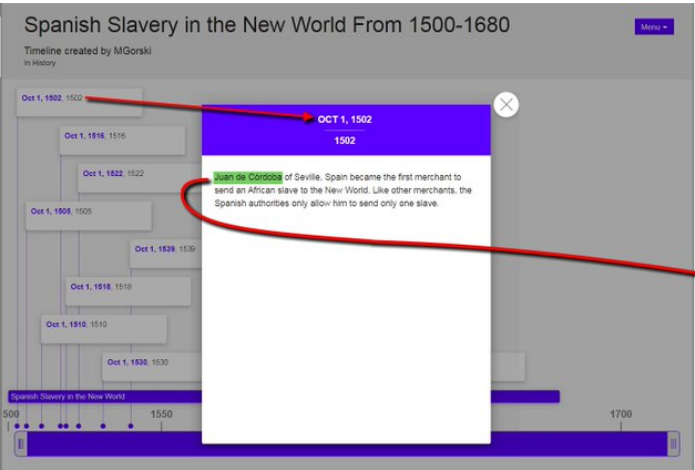 Spanish Slavery in the New World From 1500-1680
Menu
Timeline created by MGorski
In History
Oct 1, 1502, 1502
OCT 1, 1502
1502
Oct 1, 1516, 1516
Juan de Córdoba of Seville, Spain became the first merchant to
send an African slave to the New World. Like other merchants, the
Spanish authorities only allow him to send only one slave.
Oct 1, 1522, 1522
Oct 1, 1505, 1505
Oct 1, 1539, 1539
Oct 1, 1518, 1518
Oct 1, 1510, 1510
Oct 1, 1530, 1530
Spanish Slavery in the New World
500
1550
1700